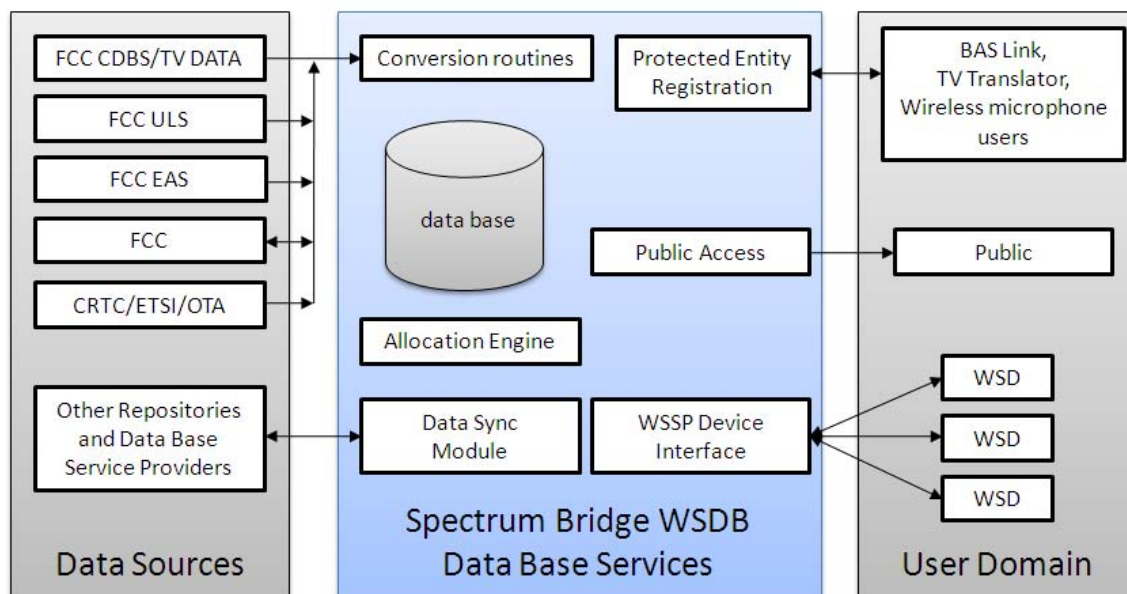 FCC CDBS/TV DATA
FCC ULS
FCC EAS
FCC
CRTC/ETSI/OTA
Other Repositories
and Data Base
Service Providers
Data Sources
Conversion routines
Protected Entity
Registration
data base
Public Access
Allocation Engine
Data Sync
Module
WSSP Device
Interface
Spectrum Bridge WSDB
Data Base Services
BAS Link,
TV Translator,
Wireless microphone
users
Public
WSD
WSD
WSD
User Domain